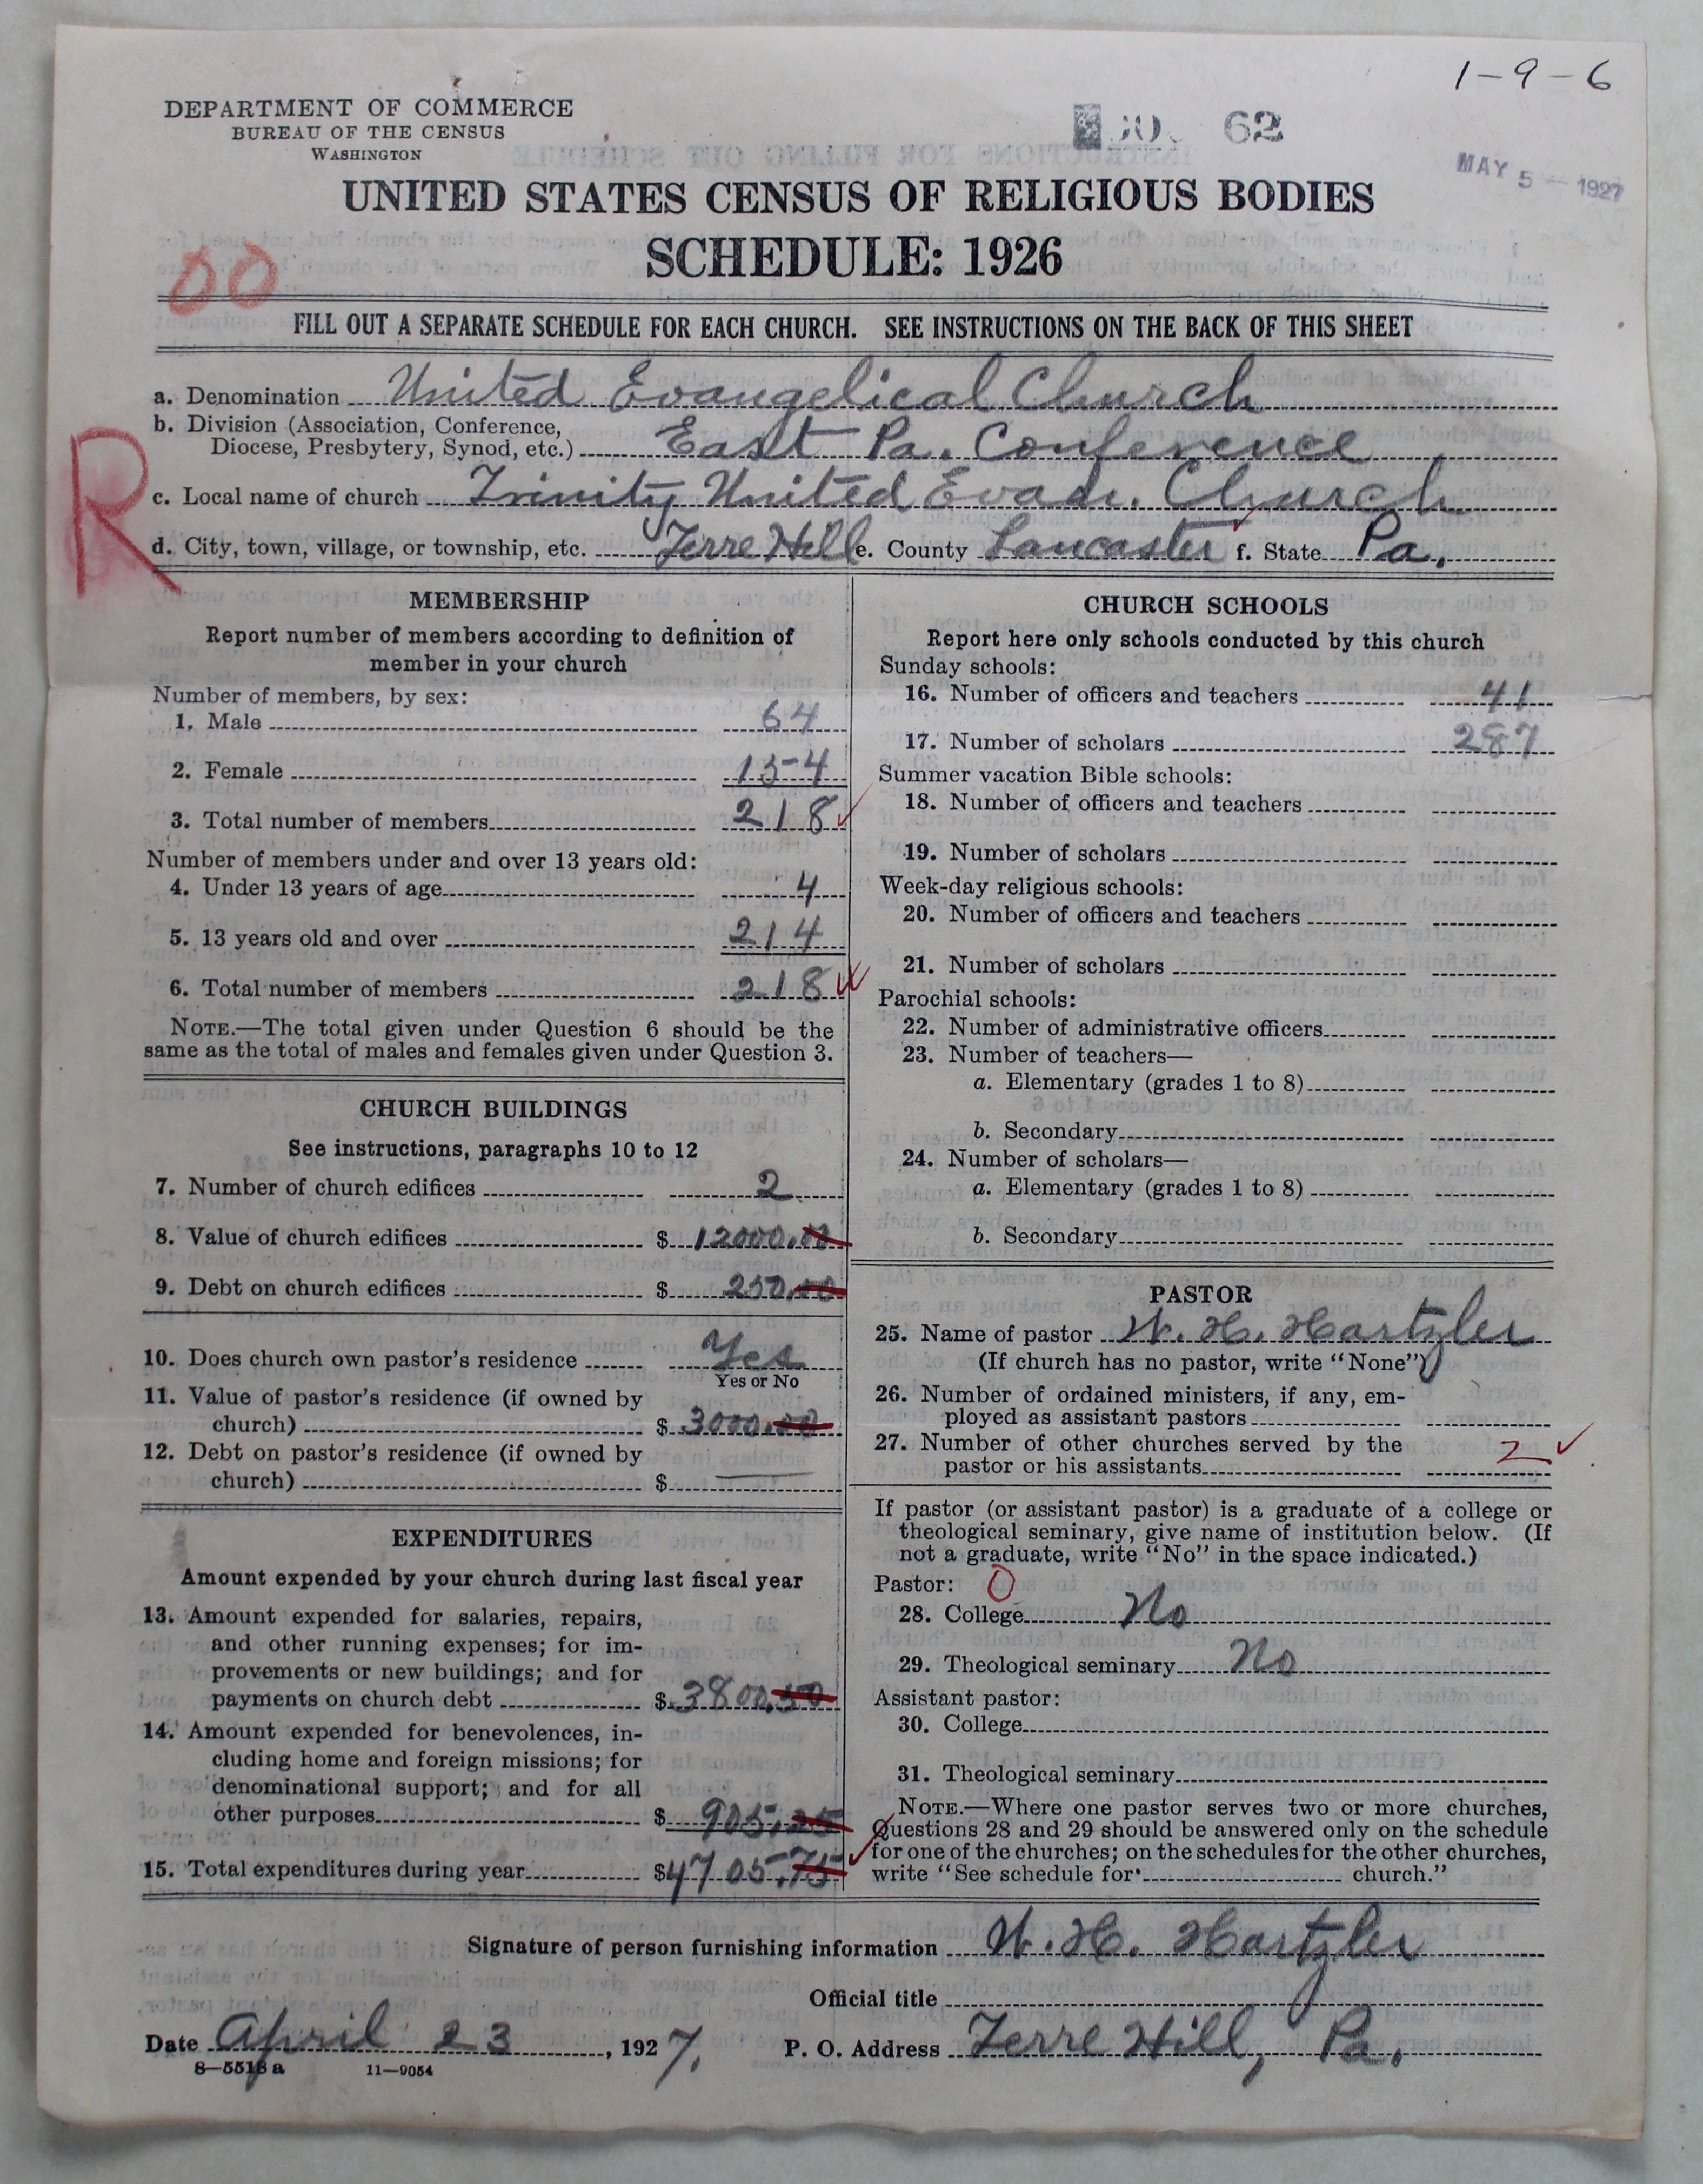 1-9-6
DEPARTMENT OF COMMERCE
BUREAU OF THE CENSUS
WASHINGTON
62
MAY 5 - 1927
UNITED STATES CENSUS OF RELIGIOUS BODIES
SCHEDULE: 1926
00
FILL OUT A SEPARATE SCHEDULE FOR EACH CHURCH. SEE INSTRUCTIONS ON THE BACK OF THIS SHEET
a. Denomination United Evangelical Church
b. Division (Association, Conference,
Diocese, Presbytery, Synod, etc.) East Pa. Conference
R
c. Local name of church Trinity United Evan. Church
d. City, town, village, or township, etc. Terre Hill e. County Lancaster f. State Pa.
MEMBERSHIP
Report number of members according to definition of
member in your church
Number of members, by sex:
1. Male 64
2. Female 154
3. Total number of members 218
Number of members under and over 13 years old:
4. Under 13 years of age 4
5. 13 years old and over 214
6. Total number of members 218
NOTE.—The total given under Question 6 should be the
same as the total of males and females given under Question 3.
CHURCH BUILDINGS
See instructions, paragraphs 10 to 12
7. Number of church edifices 2
8. Value of church edifices $ 12000.00
9. Debt on church edifices $ 250.00
10. Does church own pastor's residence Yes
Yes or No
11. Value of pastor's residence (if owned by
church) $ 3000.00
12. Debt on pastor's residence (if owned by
church) $ —
EXPENDITURES
Amount expended by your church during last fiscal year
13. Amount expended for salaries, repairs,
and other running expenses; for im-
provements or new buildings; and for
payments on church debt $ 3800.50
14. Amount expended for benevolences, in-
cluding home and foreign missions; for
denominational support; and for all
other purposes $ 905.25
15. Total expenditures during year $ 4705.75
CHURCH SCHOOLS
Report here only schools conducted by this church
Sunday schools:
16. Number of officers and teachers 41
17. Number of scholars 287
Summer vacation Bible schools:
18. Number of officers and teachers
19. Number of scholars
Week-day religious schools:
20. Number of officers and teachers
21. Number of scholars
Parochial schools:
22. Number of administrative officers
23. Number of teachers—
a. Elementary (grades 1 to 8)
b. Secondary
24. Number of scholars—
a. Elementary (grades 1 to 8)
b. Secondary
PASTOR
25. Name of pastor W. H. Hartzler
(If church has no pastor, write "None")
26. Number of ordained ministers, if any, em-
ployed as assistant pastors
27. Number of other churches served by the
pastor or his assistants 2
If pastor (or assistant pastor) is a graduate of a college or
theological seminary, give name of institution below. (If
not a graduate, write "No" in the space indicated.)
Pastor: 0
28. College No
29. Theological seminary No
Assistant pastor:
30. College
31. Theological seminary
NOTE.—Where one pastor serves two or more churches,
Questions 28 and 29 should be answered only on the schedule
for one of the churches; on the schedules for the other churches,
write "See schedule for church."
Signature of person furnishing information W. H. Hartzler
Official title
Date April 23, 1927. P. O. Address Terre Hill, Pa.
8—5513 a 11—9054